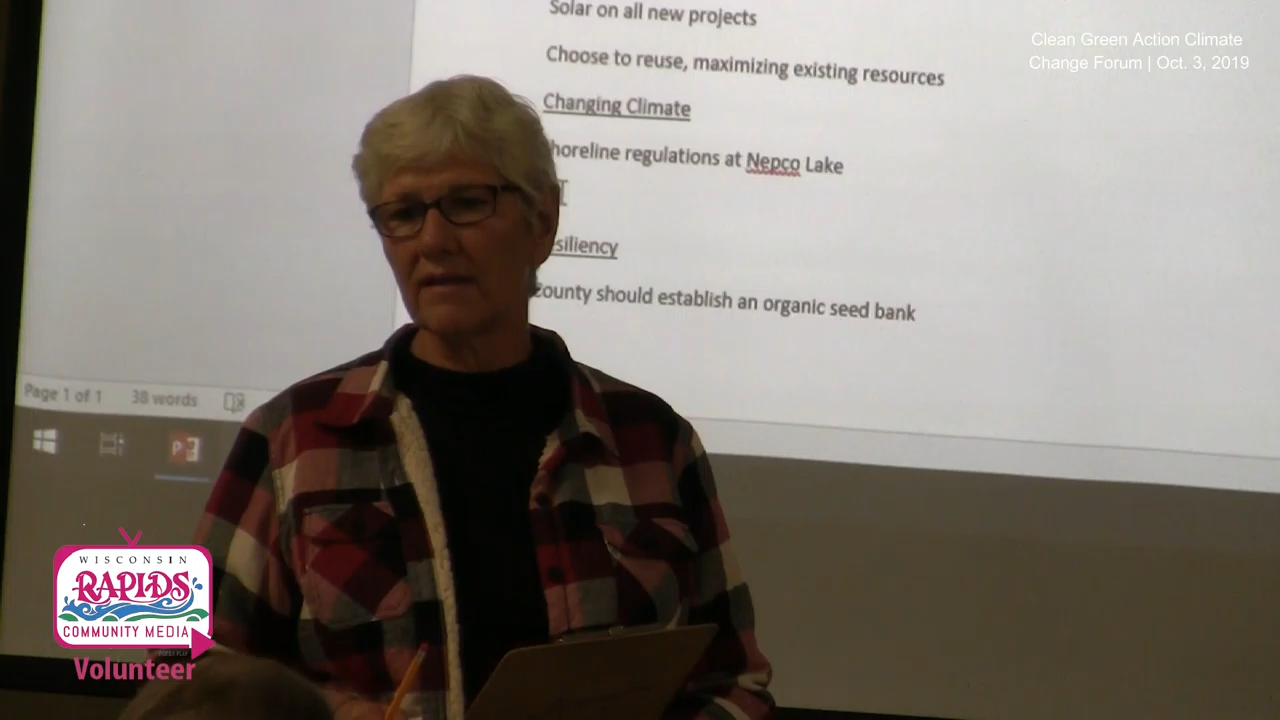 Solar on all new projects
Clean Green Action Climate
Change Forum | Oct. 3, 2019
Choose to reuse, maximizing existing resources
Changing Climate
horeline regulations at Nepco Lake
siliency
County should establish an organic seed bank
Page 1 of 1 38 words
WISCONSIN
RAPIDS
COMMUNITY MEDIA
Volunteer